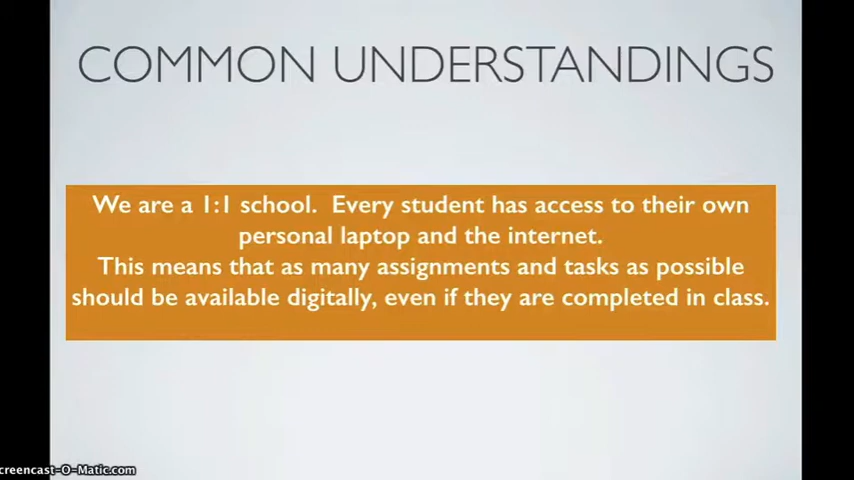 COMMON UNDERSTANDINGS
We are a 1:1 school. Every student has access to their own
personal laptop and the internet.
This means that as many assignments and tasks as possible
should be available digitally, even if they are completed in class.
creencast-O-Matic.com